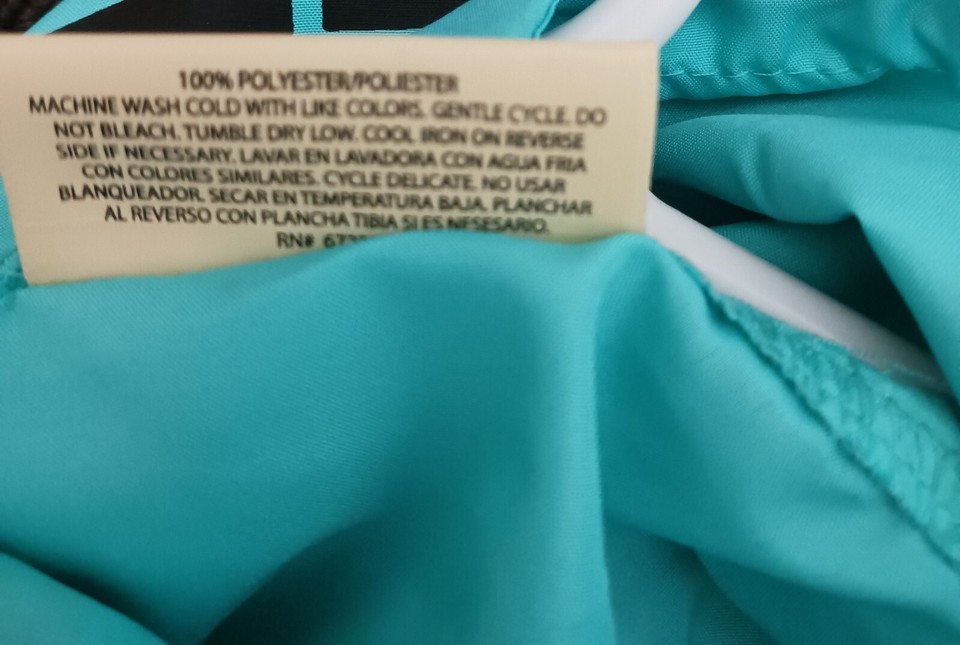 100% POLYESTER/POLIESTER
MACHINE WASH COLD WITH LIKE COLORS. GENTLE CYCLE. DO
NOT BLEACH. TUMBLE DRY LOW. COOL IRON ON REVERSE
SIDE IF NECESSARY. LAVAR EN LAVADORA CON AGUA FRIA
CON COLORES SIMILARES. CYCLE DELICATE. NO USAR
BLANQUEADOR. SECAR EN TEMPERATURA BAJA. PLANCHAR
AL REVERSO CON PLANCHA TIBIA SI ES NESESARIO.
RN#